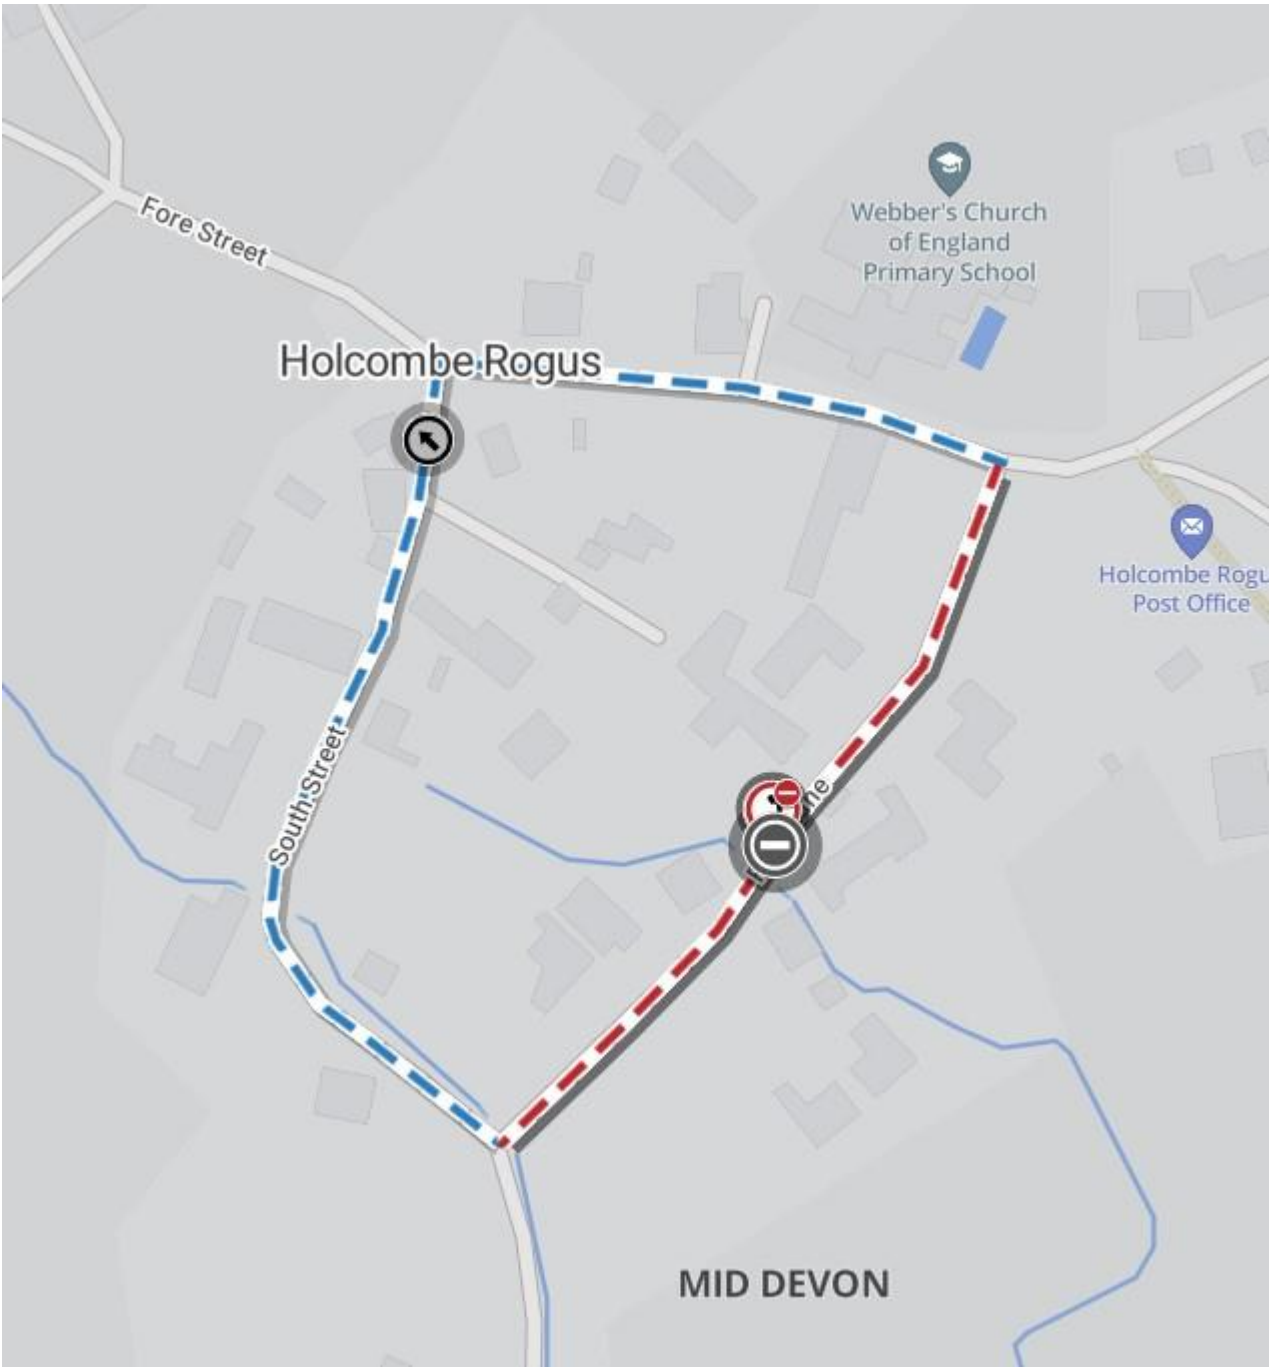 Fore Street
Webber's Church
of England
Primary School
Holcombe Rogus
Holcombe Rogu
Post Office
South Street
MID DEVON